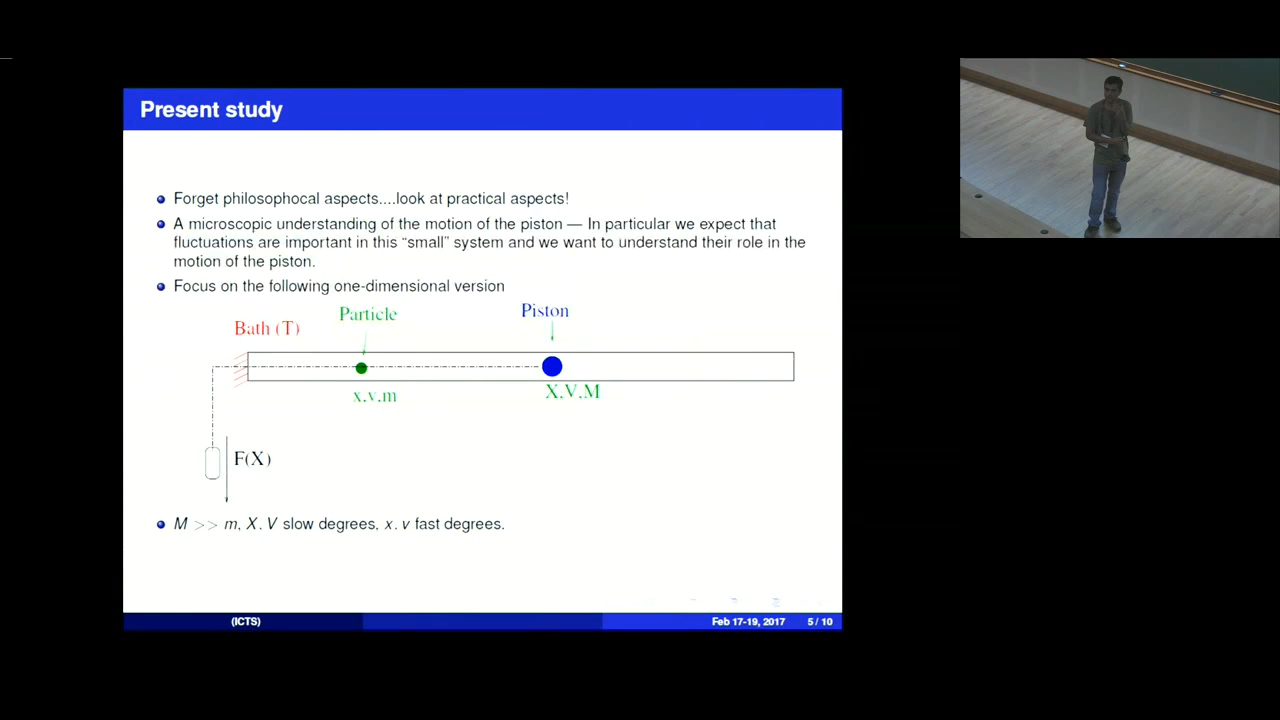 Present study
Forget philosophocal aspects....look at practical aspects!
A microscopic understanding of the motion of the piston — In particular we expect that
fluctuations are important in this “small” system and we want to understand their role in the
motion of the piston.
Focus on the following one-dimensional version
Piston
Particle
Bath (T)
x,v,m
X,V,M
F(X)
M >> m, X, V slow degrees, x, v fast degrees.
(ICTS)
Feb 17-19, 2017 5 / 10